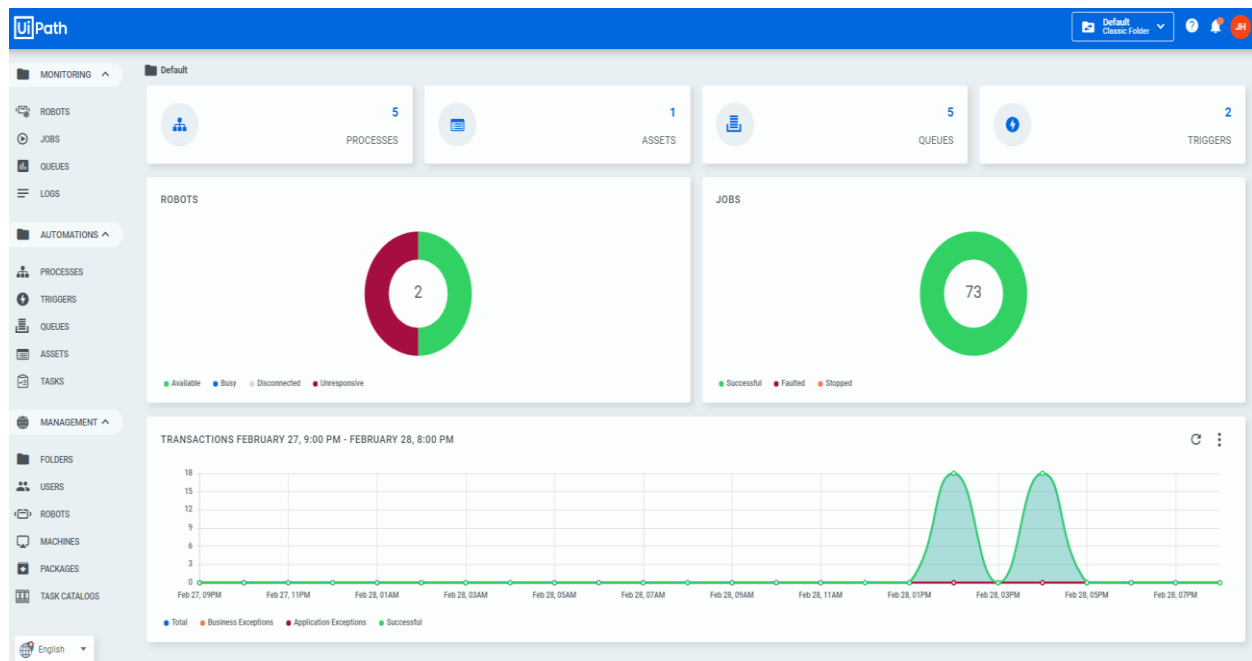 UiPath
Default
Classic Folder
?
JH
MONITORING
ROBOTS
JOBS
QUEUES
LOGS
AUTOMATIONS
PROCESSES
TRIGGERS
QUEUES
ASSETS
TASKS
MANAGEMENT
FOLDERS
USERS
ROBOTS
MACHINES
PACKAGES
TASK CATALOGS
English
Default
5
PROCESSES
1
ASSETS
5
QUEUES
2
TRIGGERS
ROBOTS
2
Available Busy Disconnected Unresponsive
JOBS
73
Successful Faulted Stopped
TRANSACTIONS FEBRUARY 27, 9:00 PM - FEBRUARY 28, 8:00 PM
18
15
12
9
6
3
0
Feb 27, 09PM Feb 27, 11PM Feb 28, 01AM Feb 28, 03AM Feb 28, 05AM Feb 28, 07AM Feb 28, 09AM Feb 28, 11AM Feb 28, 01PM Feb 28, 03PM Feb 28, 05PM Feb 28, 07PM
Total Business Exceptions Application Exceptions Successful